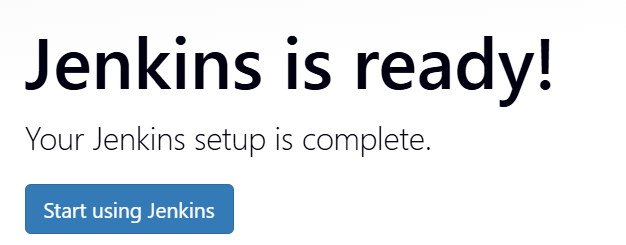 Jenkins is ready!
Your Jenkins setup is complete.
Start using Jenkins